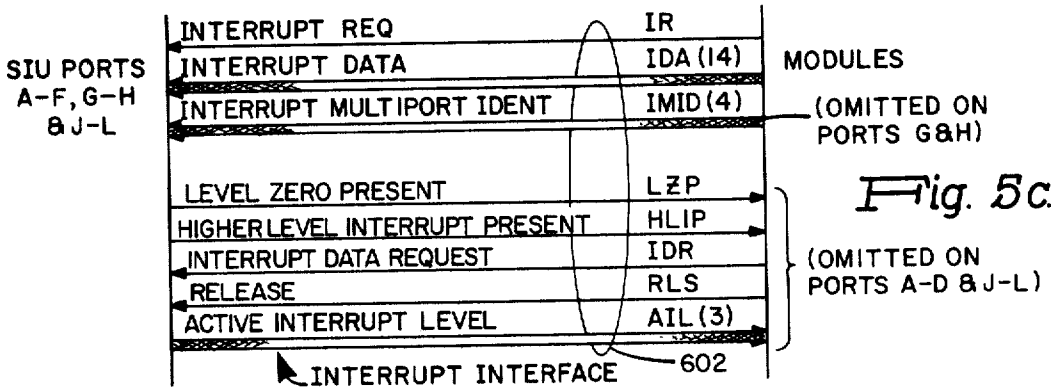 INTERRUPT REQ IR
SIU PORTS
A-F, G-H
& J-L
INTERRUPT DATA IDA (14)
MODULES
INTERRUPT MULTIPORT IDENT IMID (4)
(OMITTED ON
PORTS G&H)
LEVEL ZERO PRESENT LZP
HIGHER LEVEL INTERRUPT PRESENT HLIP
INTERRUPT DATA REQUEST IDR
RELEASE RLS
ACTIVE INTERRUPT LEVEL AIL (3)
Fig. 5c.
(OMITTED ON
PORTS A-D & J-L)
602
INTERRUPT INTERFACE